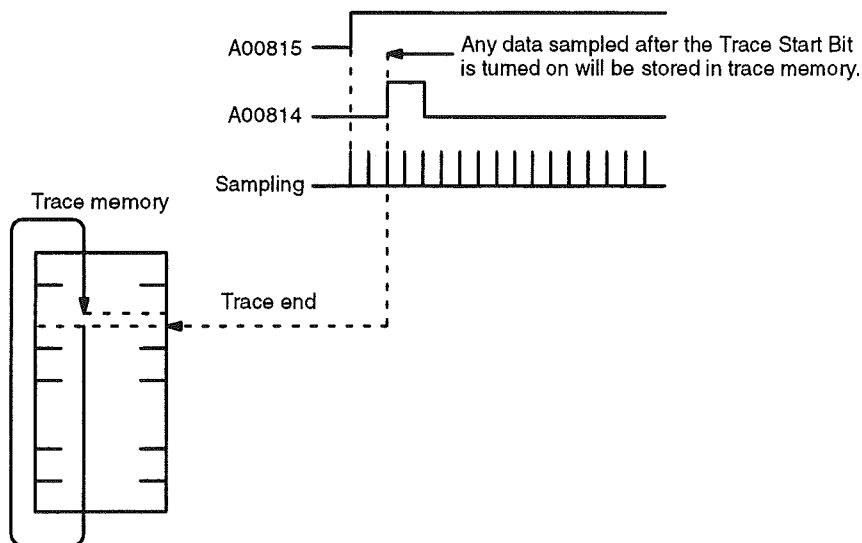 A00815
Any data sampled after the Trace Start Bit
is turned on will be stored in trace memory.
A00814
Sampling
Trace memory
Trace end